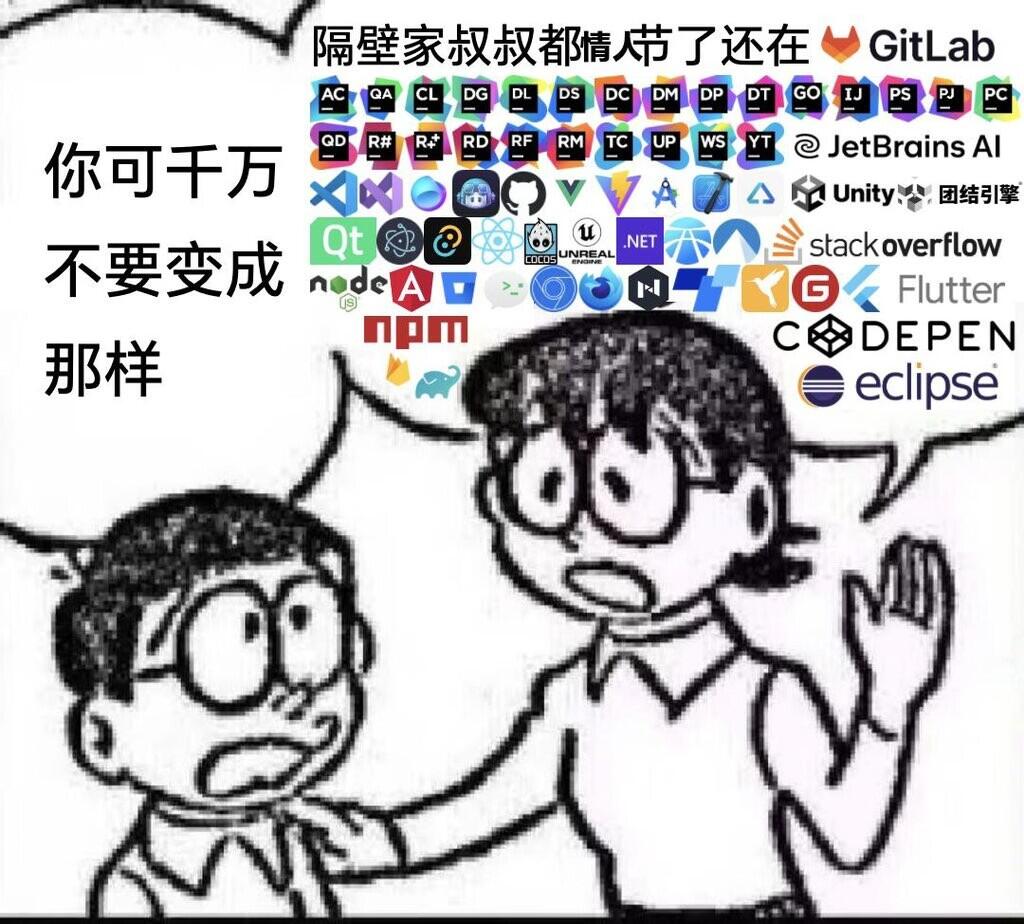 隔壁家叔叔都情人节了还在 GitLab
AC QA CL DG DL DS DC DM DP DT GO IJ PS PJ PC
QD R# R+ RD RF RM TC UP WS YT JetBrains AI
Unity 团结引擎
Qt COCOS UNREAL ENGINE .NET stack overflow
node JS A >_ N G Flutter
npm CODEPEN
eclipse
你可千万
不要变成
那样